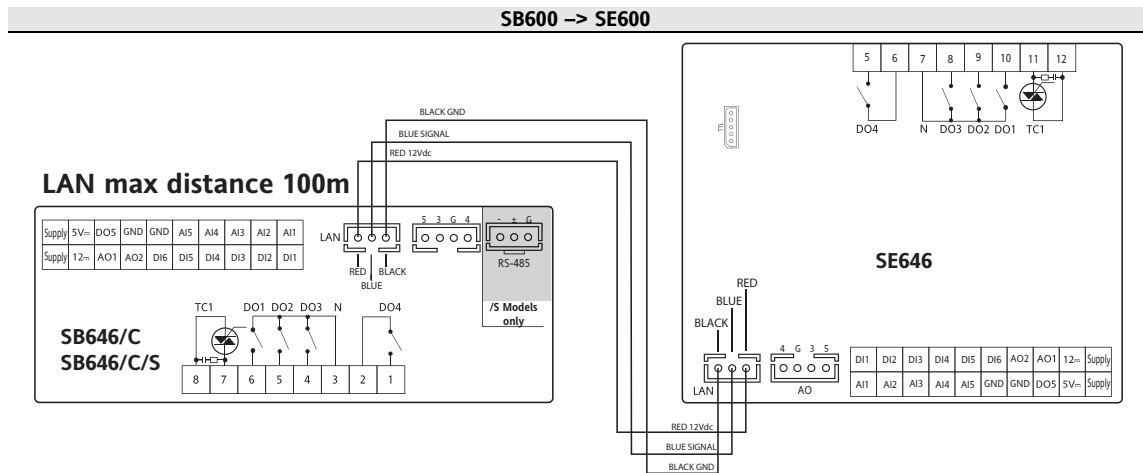 SB600 –> SE600
5 6 7 8 9 10 11 12
DO4 N DO3 DO2 DO1 TC1
TTL
BLACK GND
BLUE SIGNAL
RED 12Vdc
LAN max distance 100m
Supply 5V⎓ DO5 GND GND AI5 AI4 AI3 AI2 AI1
Supply 12⎓ AO1 AO2 DI6 DI5 DI4 DI3 DI2 DI1
LAN
RED BLACK
BLUE
5 3 G 4
- ± G
RS-485
/S Models
only
TC1 DO1 DO2 DO3 N DO4
SB646/C
SB646/C/S
8 7 6 5 4 3 2 1
SE646
RED
BLUE
BLACK
LAN
4 G 3 5
AO
DI1 DI2 DI3 DI4 DI5 DI6 AO2 AO1 12⎓ Supply
AI1 AI2 AI3 AI4 AI5 GND GND DO5 5V⎓ Supply
RED 12Vdc
BLUE SIGNAL
BLACK GND